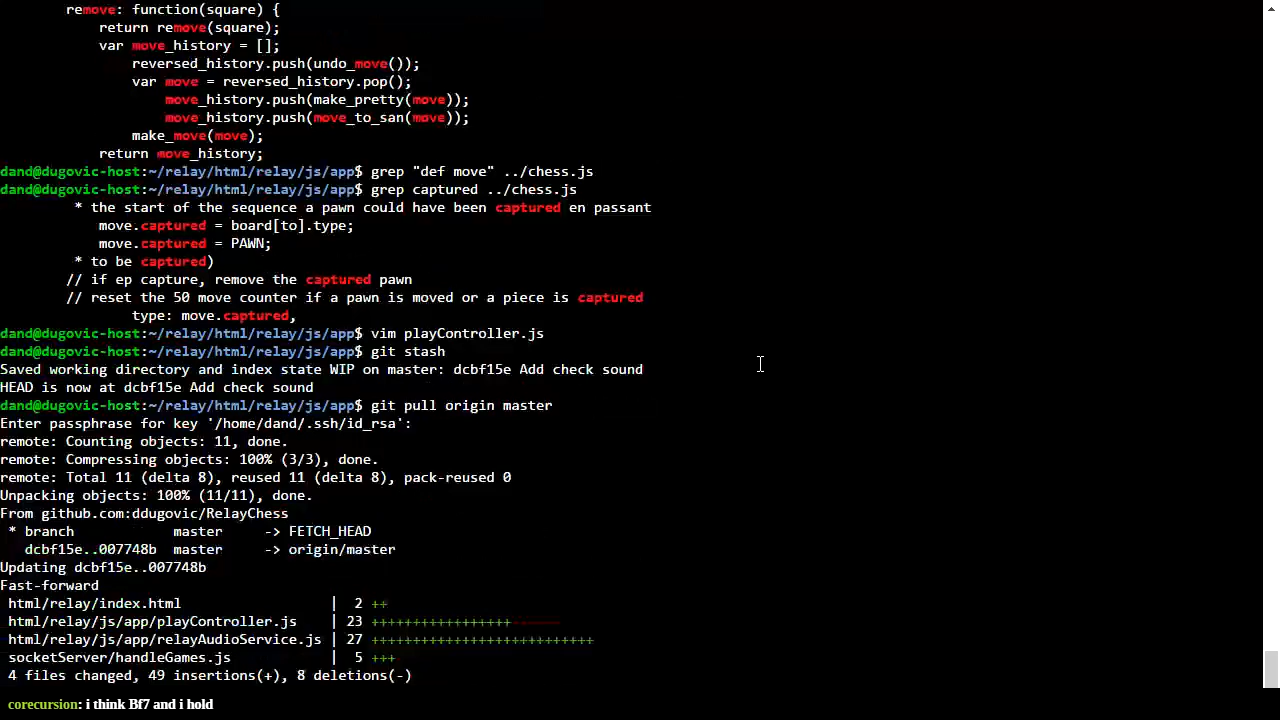 remove: function(square) {
return remove(square);
var move_history = [];
reversed_history.push(undo_move());
var move = reversed_history.pop();
move_history.push(make_pretty(move));
move_history.push(move_to_san(move));
make_move(move);
return move_history;
dand@dugovic-host:~/relay/html/relay/js/app$ grep "def move" ../chess.js
dand@dugovic-host:~/relay/html/relay/js/app$ grep captured ../chess.js
* the start of the sequence a pawn could have been captured en passant
move.captured = board[to].type;
move.captured = PAWN;
* to be captured)
// if ep capture, remove the captured pawn
// reset the 50 move counter if a pawn is moved or a piece is captured
type: move.captured,
dand@dugovic-host:~/relay/html/relay/js/app$ vim playController.js
dand@dugovic-host:~/relay/html/relay/js/app$ git stash
Saved working directory and index state WIP on master: dcbf15e Add check sound
HEAD is now at dcbf15e Add check sound
dand@dugovic-host:~/relay/html/relay/js/app$ git pull origin master
Enter passphrase for key '/home/dand/.ssh/id_rsa':
remote: Counting objects: 11, done.
remote: Compressing objects: 100% (3/3), done.
remote: Total 11 (delta 8), reused 11 (delta 8), pack-reused 0
Unpacking objects: 100% (11/11), done.
From github.com:ddugovic/RelayChess
* branch master -> FETCH_HEAD
dcbf15e..007748b master -> origin/master
Updating dcbf15e..007748b
Fast-forward
html/relay/index.html | 2 ++
html/relay/js/app/playController.js | 23 +++++++++++++++++------
html/relay/js/app/relayAudioService.js | 27 +++++++++++++++++++++++++++
socketServer/handleGames.js | 5 +++
4 files changed, 49 insertions(+), 8 deletions(-)
corecursion: i think Bf7 and i hold